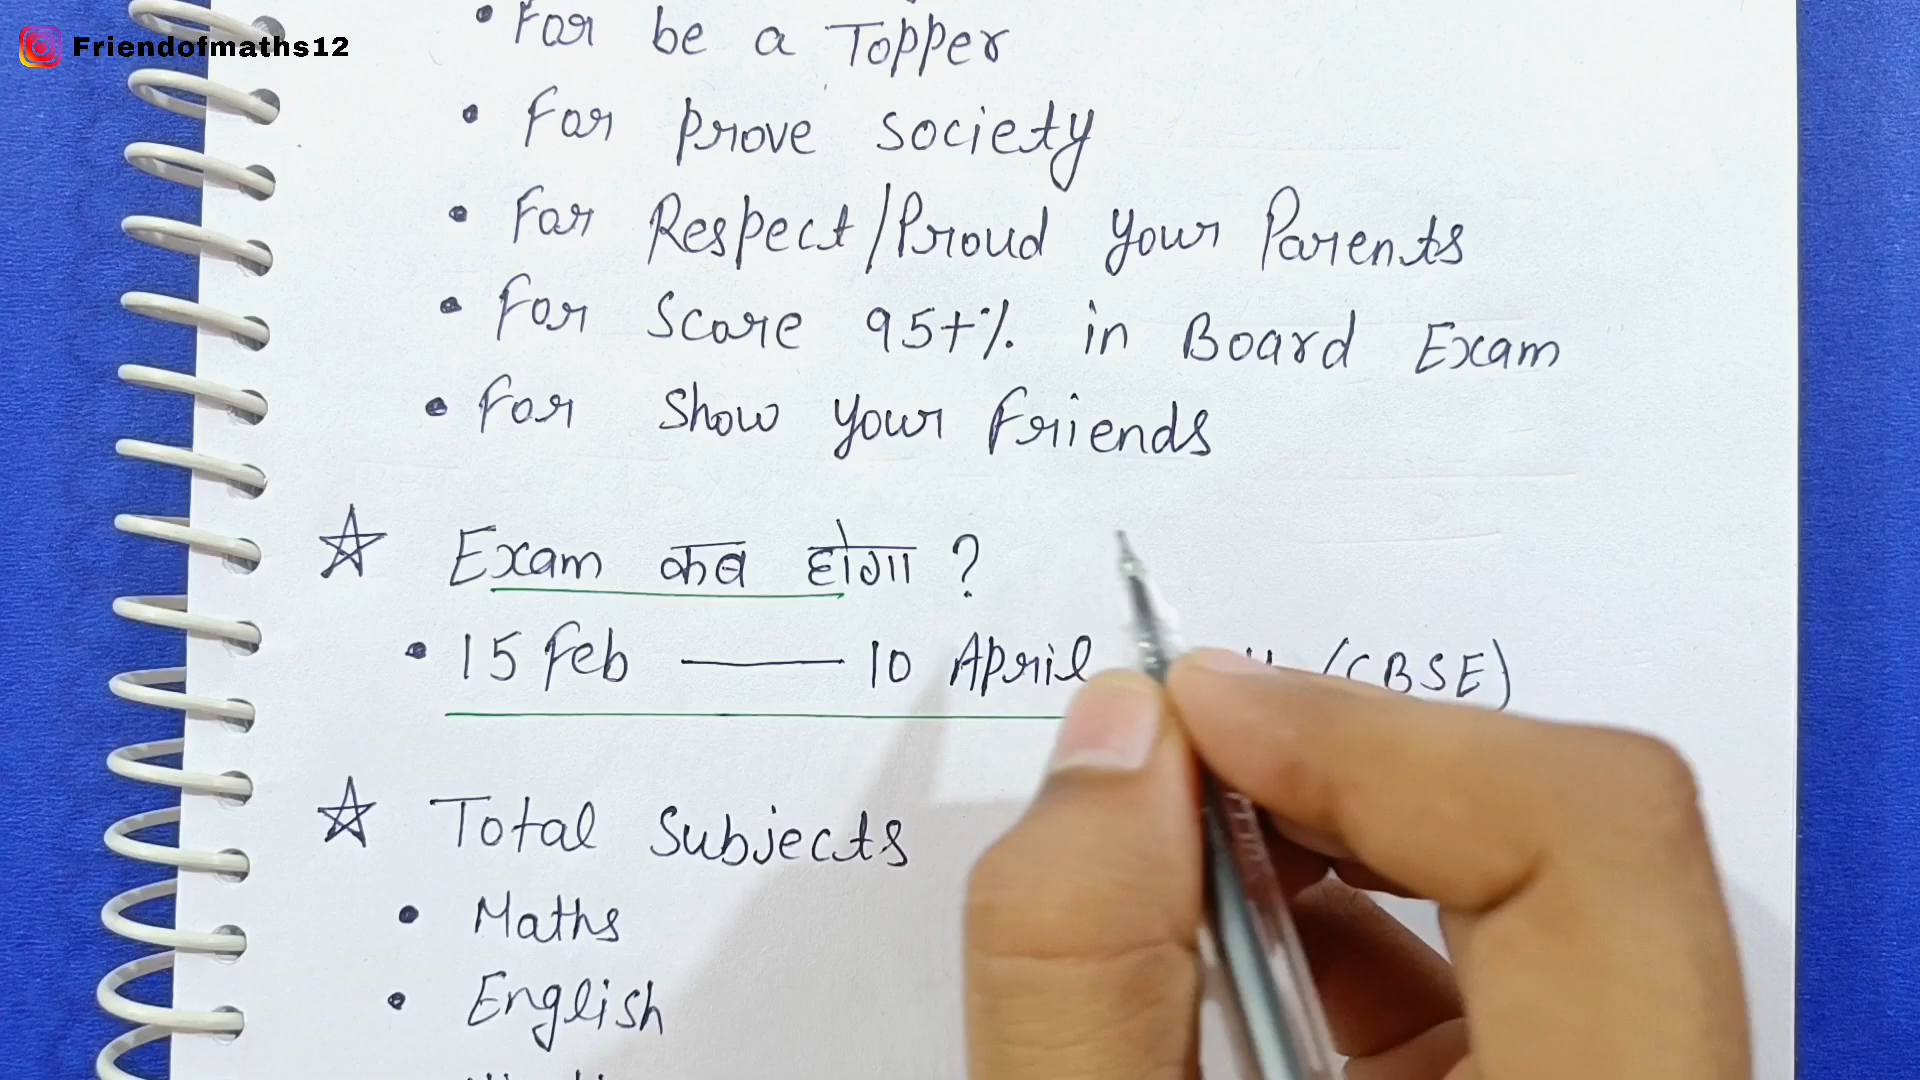 Friendofmaths12
• For be a Topper
• For Prove society
• For Respect/Proud your Parents
• For Score 95+% in Board Exam
• For Show your Friends
☆ Exam कब होगा ?
• 15 Feb —— 10 April (CBSE)
☆ Total Subjects
• Maths
• English